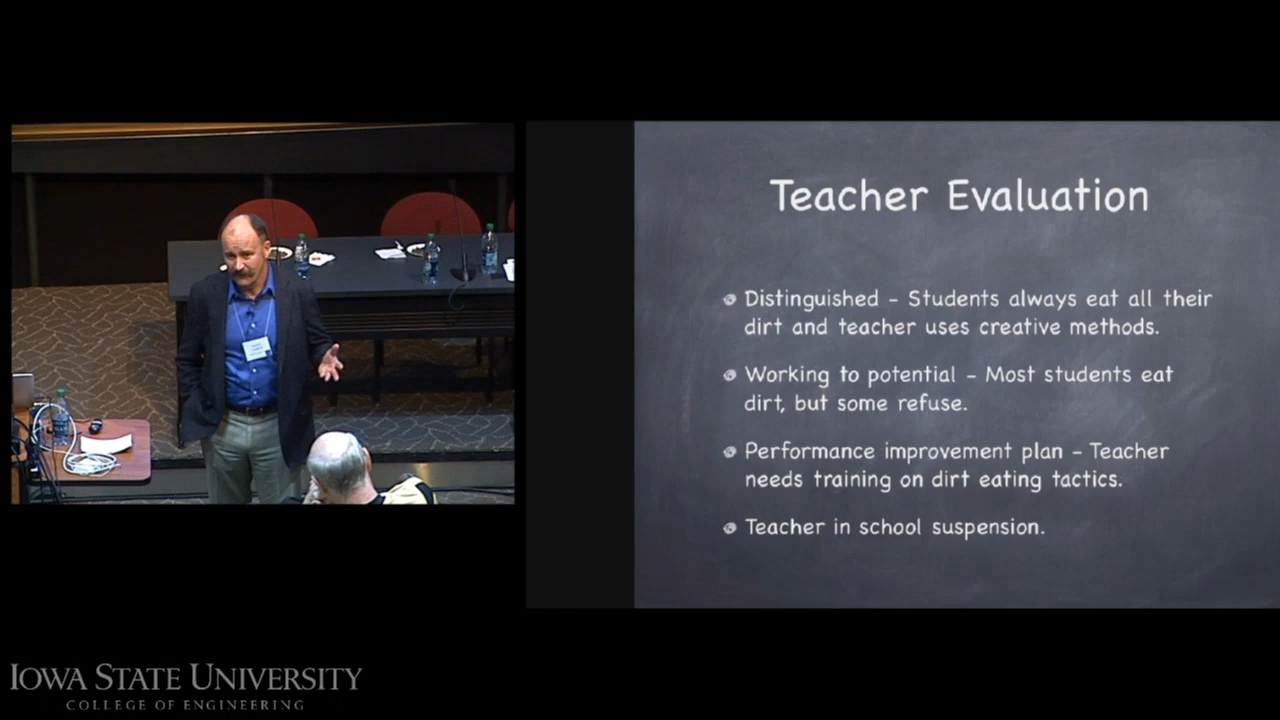 Teacher Evaluation
Distinguished - Students always eat all their
dirt and teacher uses creative methods.
Working to potential - Most students eat
dirt, but some refuse.
Performance improvement plan - Teacher
needs training on dirt eating tactics.
Teacher in school suspension.
IOWA STATE UNIVERSITY
COLLEGE OF ENGINEERING